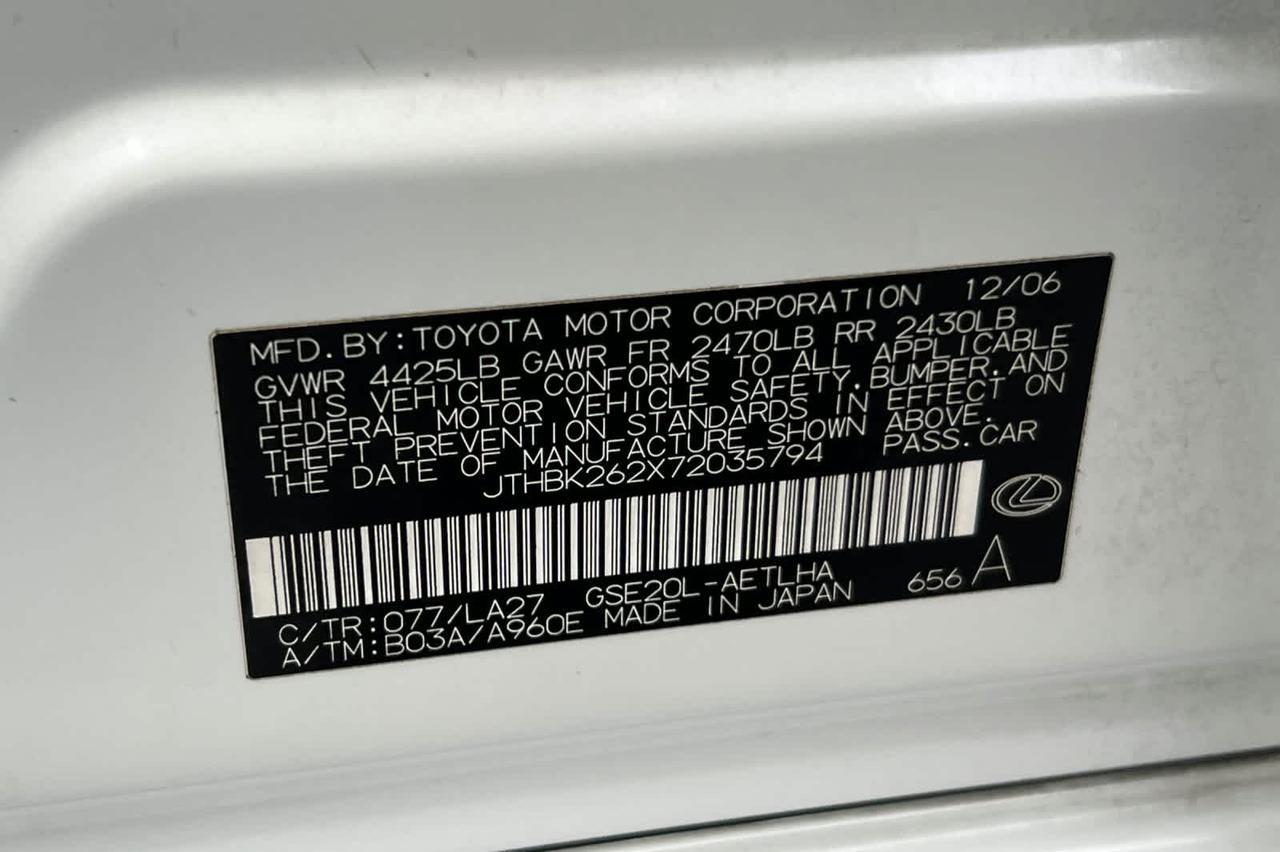 MFD. BY: TOYOTA MOTOR CORPORATION 12/06
GVWR 4425LB GAWR FR 2470LB RR 2430LB
THIS VEHICLE CONFORMS TO ALL APPLICABLE
FEDERAL MOTOR VEHICLE SAFETY, BUMPER, AND
THEFT PREVENTION STANDARDS IN EFFECT ON
THE DATE OF MANUFACTURE SHOWN ABOVE.
JTHBK262X72035794 PASS. CAR
C/TR: 077/LA27 GSE20L-AETLHA 656 A
A/TM: B03A/A960E MADE IN JAPAN